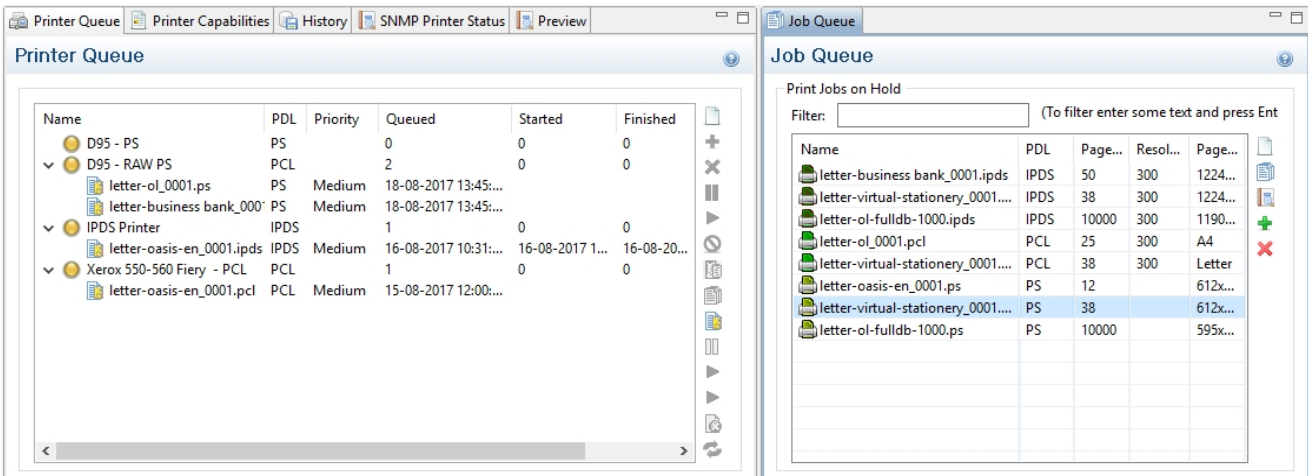 Printer Queue Printer Capabilities History SNMP Printer Status Preview
Printer Queue
Name PDL Priority Queued Started Finished
D95 - PS PS 0 0 0
D95 - RAW PS PCL 2 0 0
letter-ol_0001.ps PS Medium 18-08-2017 13:45:...
letter-business bank_000 PS Medium 18-08-2017 13:45:...
IPDS Printer IPDS 1 0 0
letter-oasis-en_0001.ipds IPDS Medium 16-08-2017 10:31:... 16-08-2017 1... 16-08-20...
Xerox 550-560 Fiery - PCL PCL 1 0 0
letter-oasis-en_0001.pcl PCL Medium 15-08-2017 12:00:...
Job Queue
Job Queue
Print Jobs on Hold
Filter: (To filter enter some text and press Ent
Name PDL Page... Resol... Page...
letter-business bank_0001.ipds IPDS 50 300 1224...
letter-virtual-stationery_0001.... IPDS 38 300 1224...
letter-ol-fulldb-1000.ipds IPDS 10000 300 1190...
letter-ol_0001.pcl PCL 25 300 A4
letter-virtual-stationery_0001.... PCL 38 300 Letter
letter-oasis-en_0001.ps PS 12 612x...
letter-virtual-stationery_0001.... PS 38 612x...
letter-ol-fulldb-1000.ps PS 10000 595x...